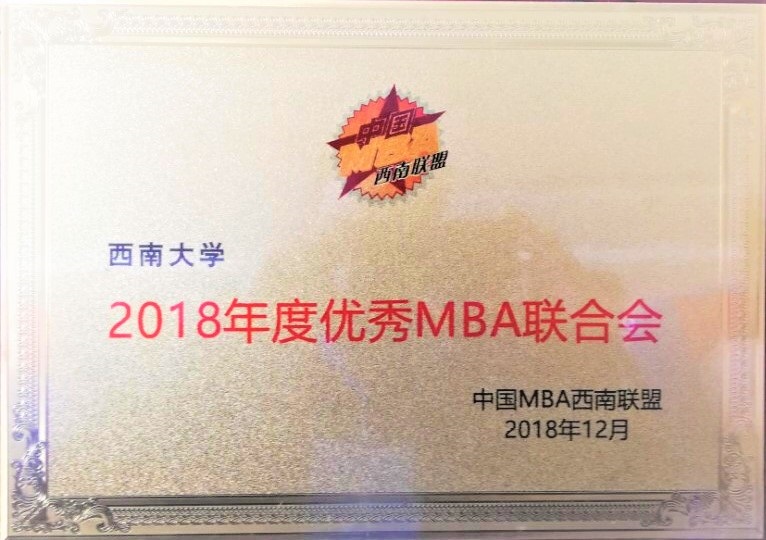 中国
MBA
西南联盟
西南大学
2018年度优秀MBA联合会
中国MBA西南联盟
2018年12月